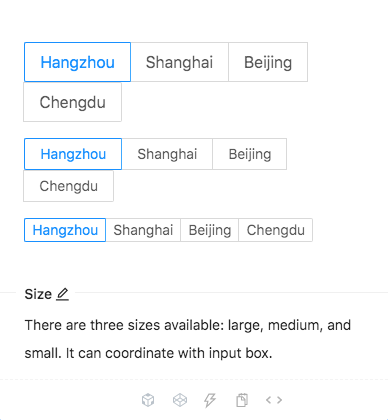 Hangzhou Shanghai Beijing
Chengdu
Hangzhou Shanghai Beijing
Chengdu
Hangzhou Shanghai Beijing Chengdu
Size
There are three sizes available: large, medium, and
small. It can coordinate with input box.